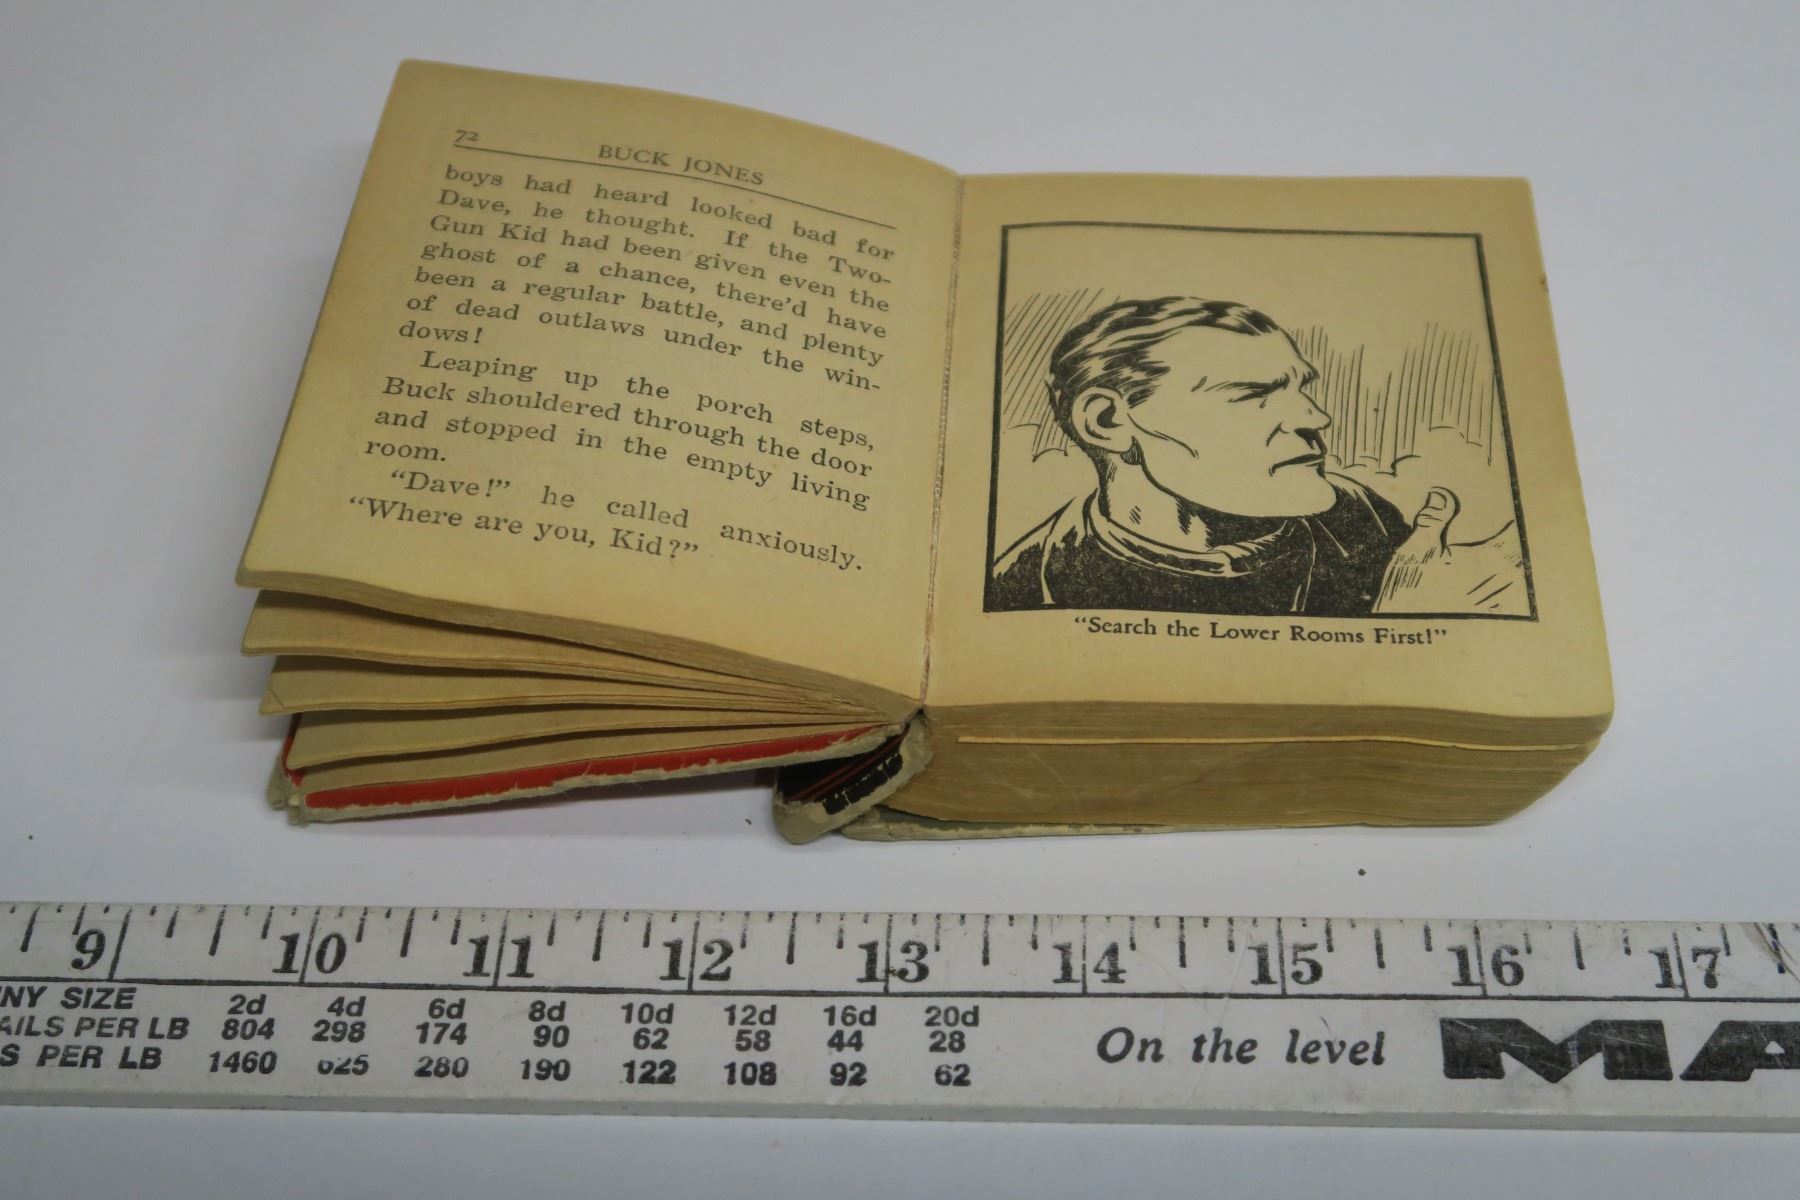 72
BUCK JONES
boys had heard looked bad for
Dave, he thought. If the Two-
Gun Kid had been given even the
ghost of a chance, there'd have
been a regular battle, and plenty
of dead outlaws under the win-
dows!
Leaping up the porch steps,
Buck shouldered through the door
and stopped in the empty living
room.
“Dave!” he called anxiously.
“Where are you, Kid?”
“Search the Lower Rooms First!”
9 10 11 12 13 14 15 16 17
NY SIZE 2d 4d 6d 8d 10d 12d 16d 20d
AILS PER LB 804 298 174 90 62 58 44 28
S PER LB 1460 625 280 190 122 108 92 62
On the level
MA